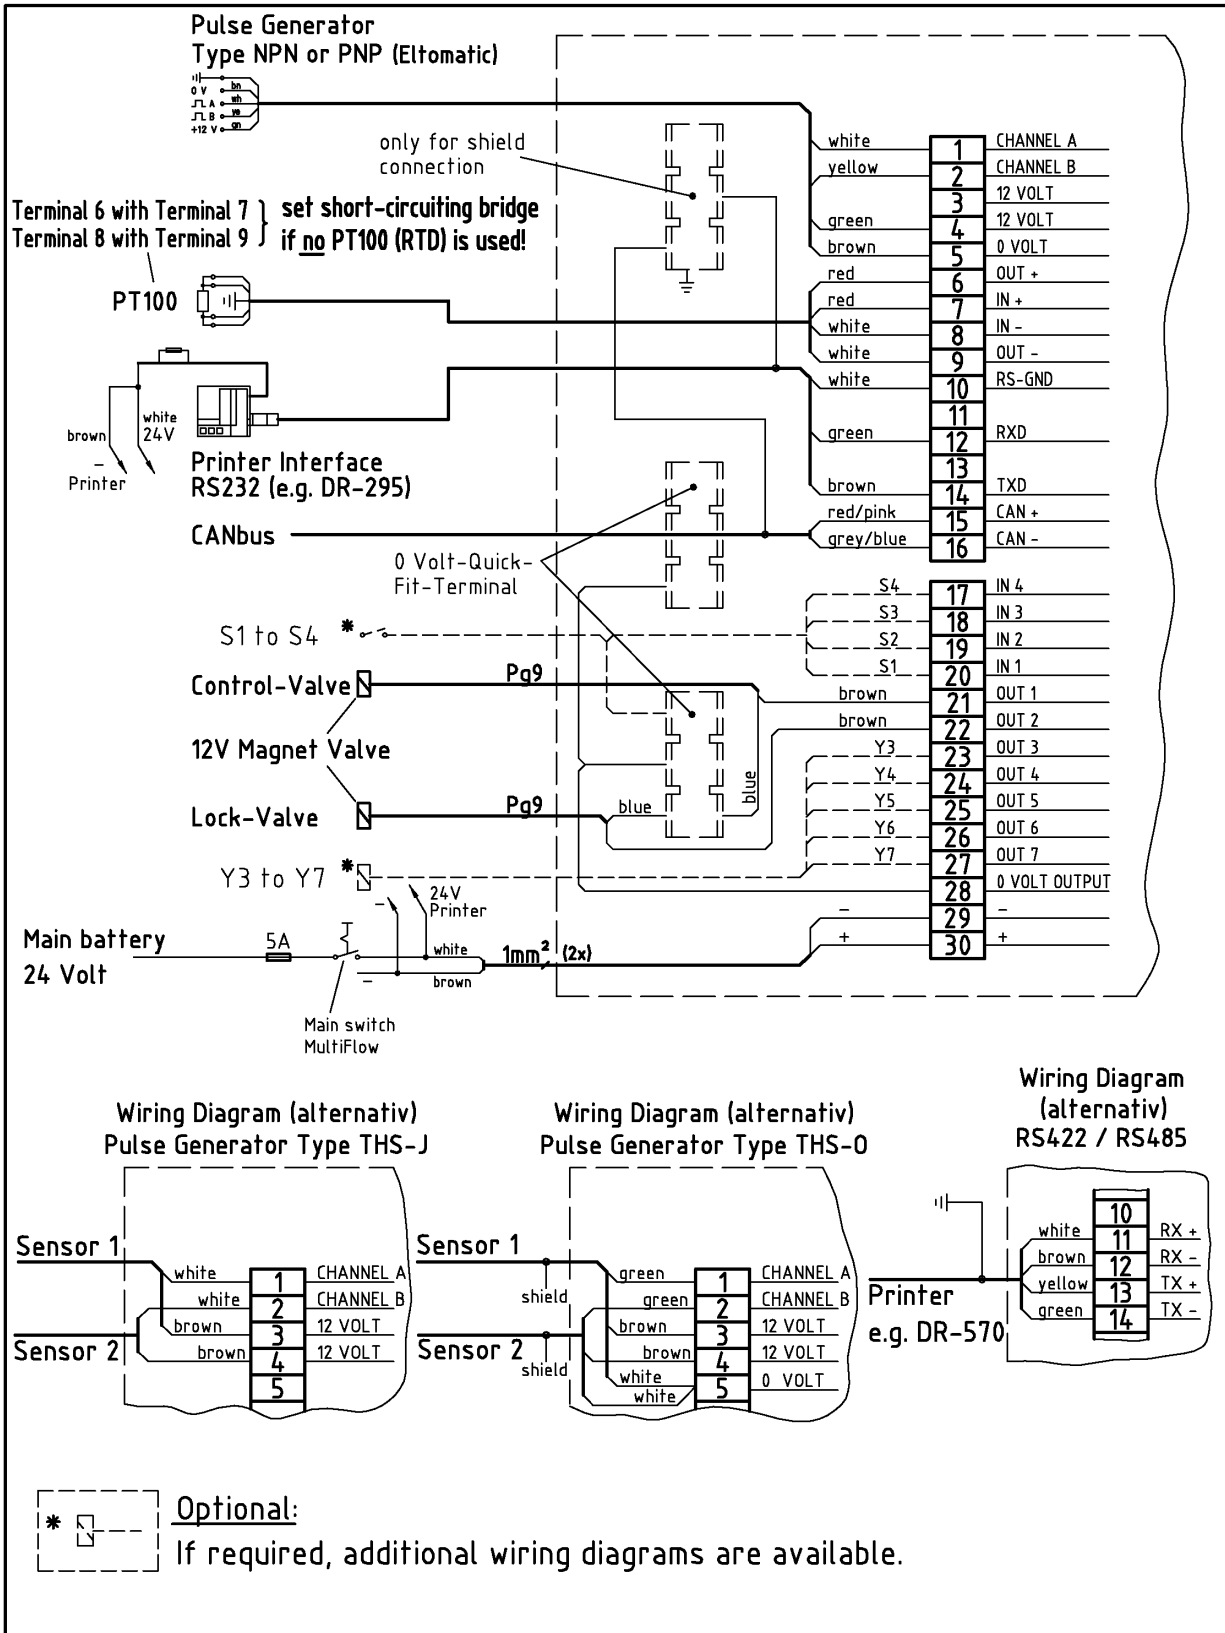 Pulse Generator
Type NPN or PNP (Eltomatic)
0 V bn
A wh
B ye
+12 V gn
only for shield
connection
Terminal 6 with Terminal 7 } set short-circuiting bridge
Terminal 8 with Terminal 9 if no PT100 (RTD) is used!
PT100
white
24V
brown
–
Printer
Printer Interface
RS232 (e.g. DR-295)
CANbus
0 Volt-Quick-
Fit-Terminal
S1 to S4 *
Control-Valve Pg9
12V Magnet Valve
Lock-Valve Pg9
blue
blue
Y3 to Y7 *
24V
Printer
–
Main battery
24 Volt
5A
white
–
brown
1mm² (2x)
Main switch
MultiFlow
white 1 CHANNEL A
yellow 2 CHANNEL B
3 12 VOLT
green 4 12 VOLT
brown 5 0 VOLT
red 6 OUT +
red 7 IN +
white 8 IN -
white 9 OUT -
white 10 RS-GND
11
green 12 RXD
13
brown 14 TXD
red/pink 15 CAN +
grey/blue 16 CAN -
S4 17 IN 4
S3 18 IN 3
S2 19 IN 2
S1 20 IN 1
brown 21 OUT 1
brown 22 OUT 2
Y3 23 OUT 3
Y4 24 OUT 4
Y5 25 OUT 5
Y6 26 OUT 6
Y7 27 OUT 7
28 0 VOLT OUTPUT
– 29 –
+ 30 +
Wiring Diagram (alternativ)
Pulse Generator Type THS-J
Sensor 1
Sensor 2
white 1 CHANNEL A
white 2 CHANNEL B
brown 3 12 VOLT
brown 4 12 VOLT
5
Wiring Diagram (alternativ)
Pulse Generator Type THS-O
Sensor 1
shield
Sensor 2
shield
green 1 CHANNEL A
green 2 CHANNEL B
brown 3 12 VOLT
brown 4 12 VOLT
white 5 0 VOLT
white
Wiring Diagram
(alternativ)
RS422 / RS485
Printer
e.g. DR-570
10
white 11 RX +
brown 12 RX -
yellow 13 TX +
green 14 TX -
* Optional:
If required, additional wiring diagrams are available.